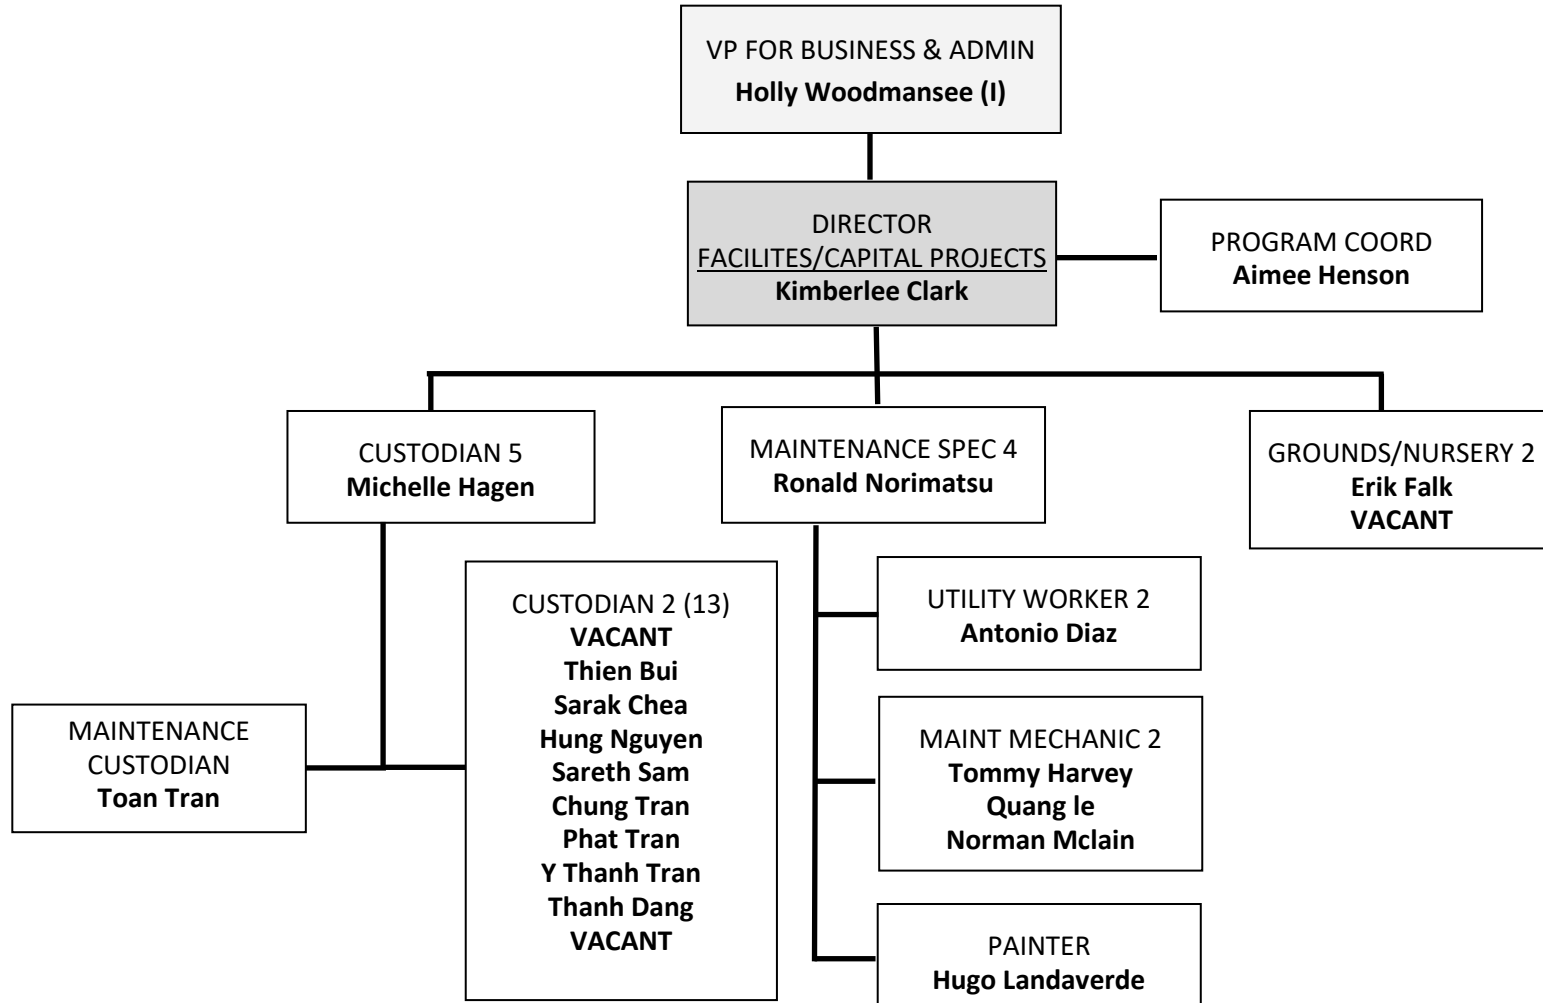 VP FOR BUSINESS & ADMIN
Holly Woodmansee (I)
DIRECTOR
FACILITES/CAPITAL PROJECTS
Kimberlee Clark
PROGRAM COORD
Aimee Henson
CUSTODIAN 5
Michelle Hagen
MAINTENANCE SPEC 4
Ronald Norimatsu
GROUNDS/NURSERY 2
Erik Falk
VACANT
MAINTENANCE
CUSTODIAN
Toan Tran
CUSTODIAN 2 (13)
VACANT
Thien Bui
Sarak Chea
Hung Nguyen
Sareth Sam
Chung Tran
Phat Tran
Y Thanh Tran
Thanh Dang
VACANT
UTILITY WORKER 2
Antonio Diaz
MAINT MECHANIC 2
Tommy Harvey
Quang le
Norman Mclain
PAINTER
Hugo Landaverde